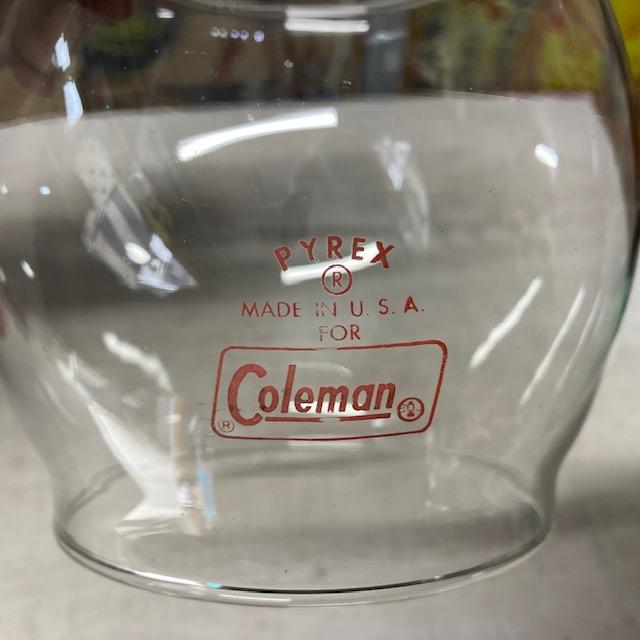 PYREX
®
MADE IN U.S.A.
FOR
Coleman
®